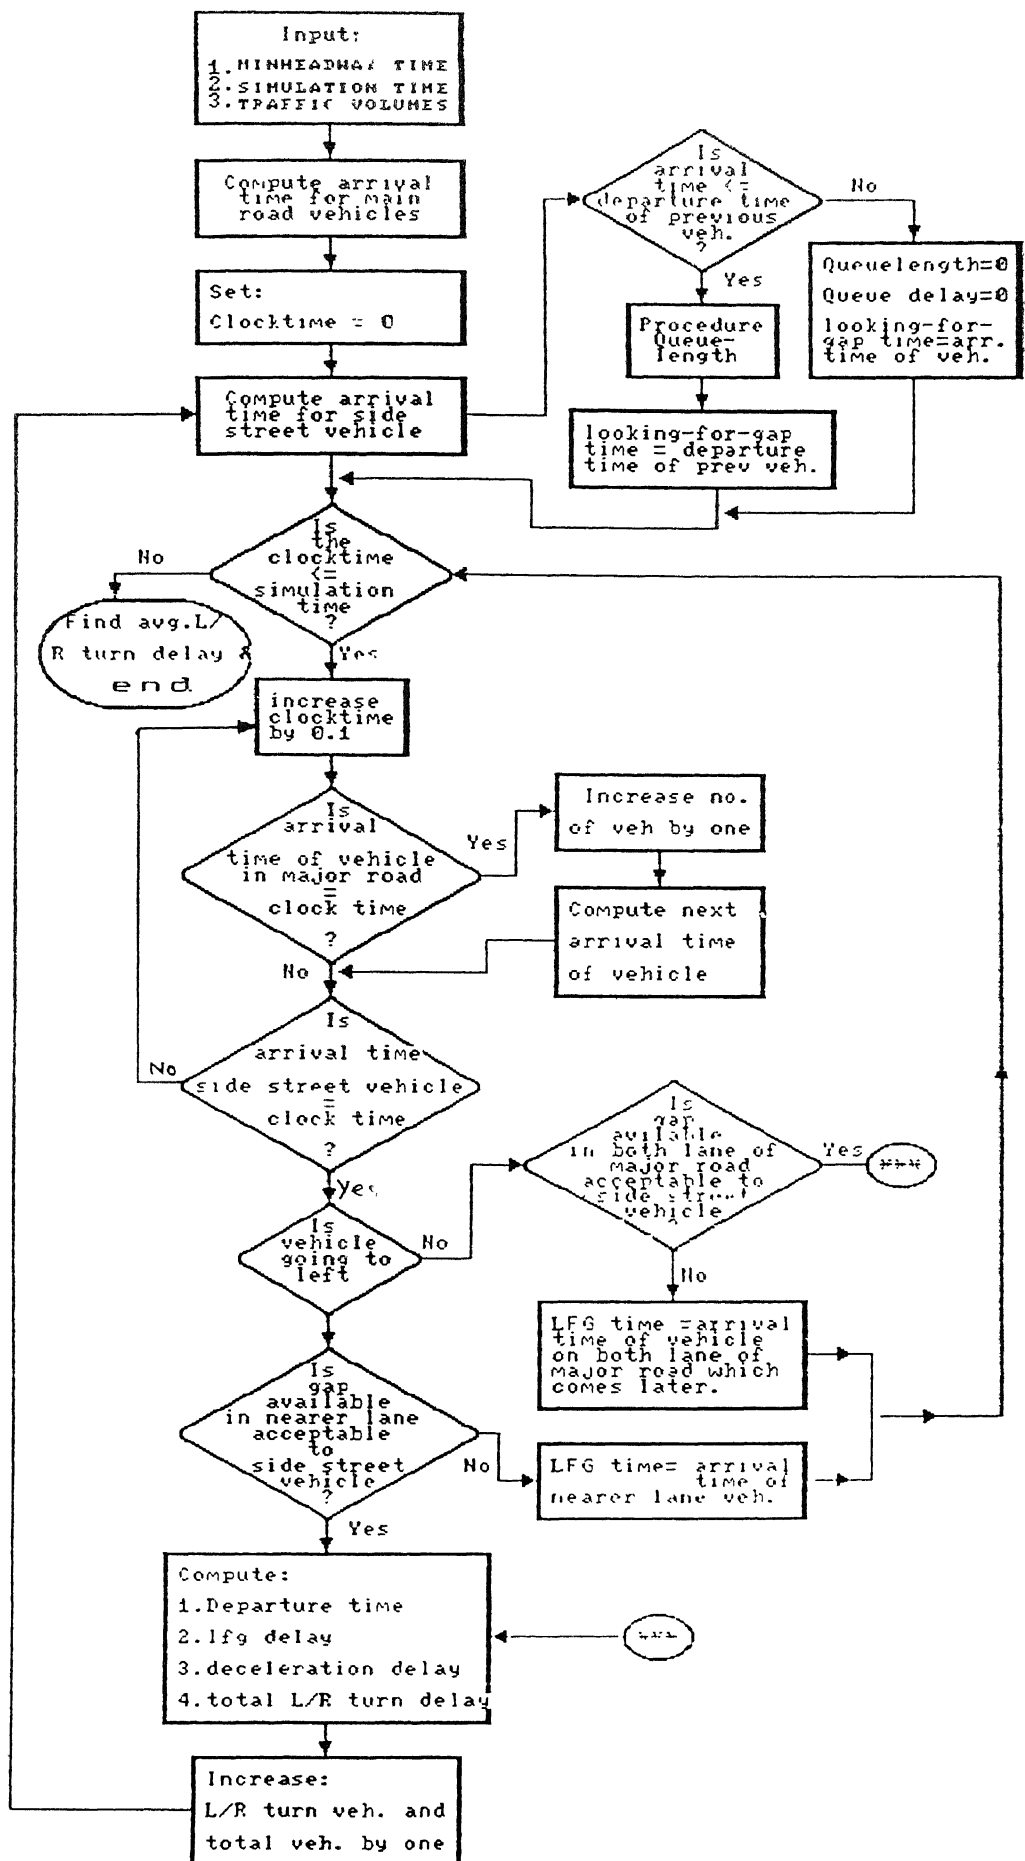 Input:
1. MINHEADWAY TIME
2. SIMULATION TIME
3. TRAFFIC VOLUMES
Compute arrival
time for main
road vehicles
Set:
Clocktime = 0
Compute arrival
time for side
street vehicle
Is
arrival
time <=
departure time
of previous
veh.
?
No
Yes
Queuelength=0
Queue delay=0
looking-for-
gap time=arr.
time of veh.
Procedure
Queue-
length
looking-for-gap
time = departure
time of prev veh.
Is
the
clocktime
<=
simulation
time
?
No
Find avg.L/
R turn delay &
end
Yes
increase
clocktime
by 0.1
Is
arrival
time of vehicle
in major road
=
clock time
?
Yes
Increase no.
of veh by one
Compute next
arrival time
of vehicle
No
Is
arrival time
side street vehicle
=
clock time
?
No
Yes
Is
vehicle
going to
left
No
Is
gap
available
in both lane of
major road
acceptable to
side street
vehicle
?
Yes
***
No
LFG time =arrival
time of vehicle
on both lane of
major road which
comes later.
Is
gap
available
in nearer lane
acceptable
to
side street
vehicle
?
No
LFG time= arrival
time of
nearer lane veh.
Yes
Compute:
1.Departure time
2.lfg delay
3.deceleration delay
4.total L/R turn delay
***
Increase:
L/R turn veh. and
total veh. by one